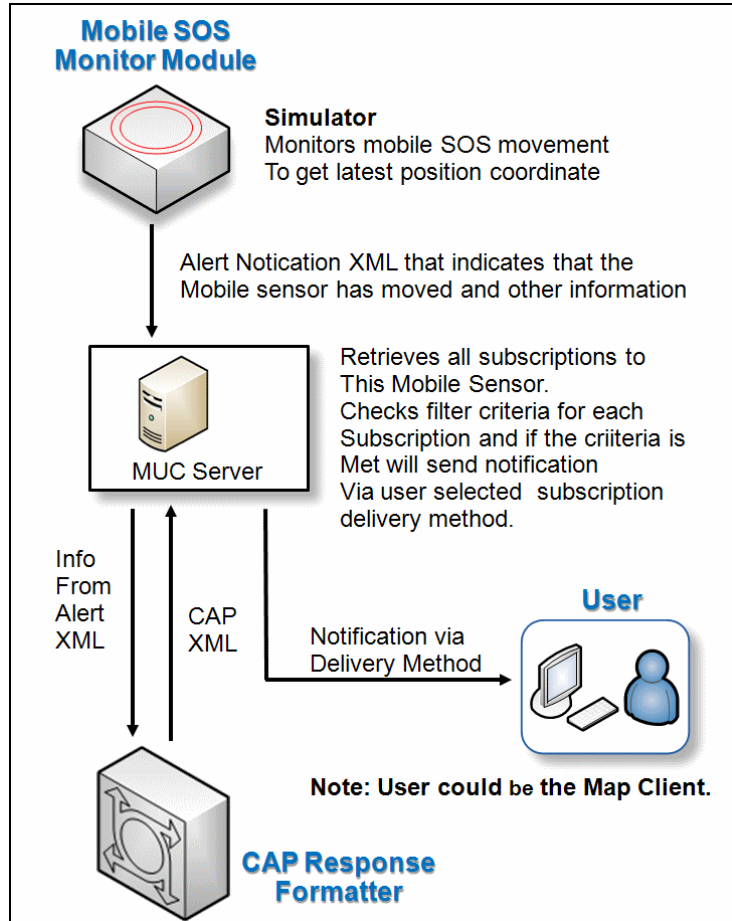 Mobile SOS
Monitor Module
Simulator
Monitors mobile SOS movement
To get latest position coordinate
Alert Notication XML that indicates that the
Mobile sensor has moved and other information
Retrieves all subscriptions to
This Mobile Sensor.
Checks filter criteria for each
Subscription and if the criiteria is
Met will send notification
Via user selected subscription
delivery method.
MUC Server
Info
From
Alert
XML
CAP
XML
Notification via
Delivery Method
User
Note: User could be the Map Client.
CAP Response
Formatter